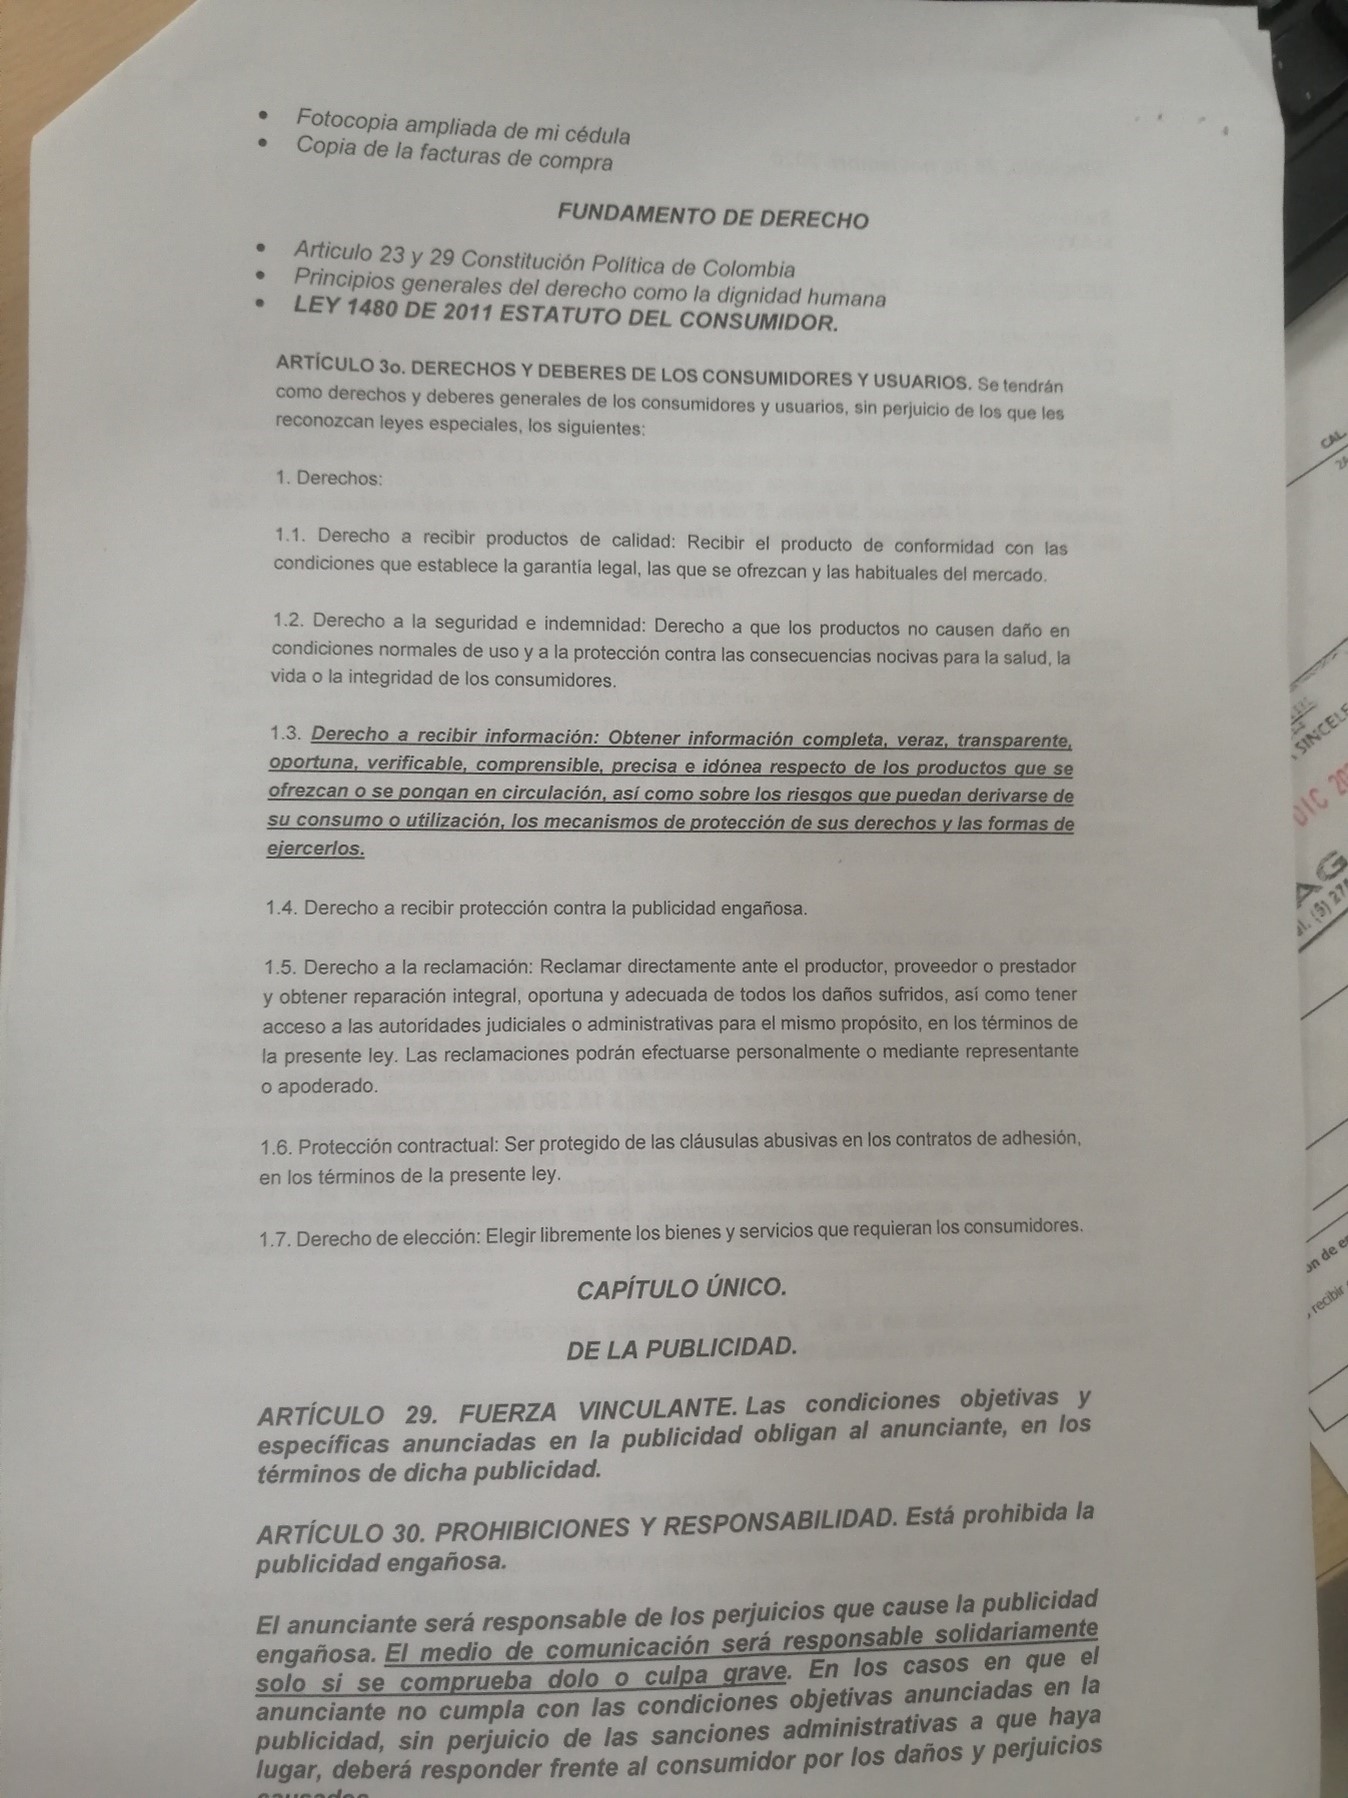 • Fotocopia ampliada de mi cédula
• Copia de la facturas de compra
FUNDAMENTO DE DERECHO
• Articulo 23 y 29 Constitución Política de Colombia
• Principios generales del derecho como la dignidad humana
• LEY 1480 DE 2011 ESTATUTO DEL CONSUMIDOR.
ARTÍCULO 3o. DERECHOS Y DEBERES DE LOS CONSUMIDORES Y USUARIOS. Se tendrán
como derechos y deberes generales de los consumidores y usuarios, sin perjuicio de los que les
reconozcan leyes especiales, los siguientes:
1. Derechos:
1.1. Derecho a recibir productos de calidad: Recibir el producto de conformidad con las
condiciones que establece la garantía legal, las que se ofrezcan y las habituales del mercado.
1.2. Derecho a la seguridad e indemnidad: Derecho a que los productos no causen daño en
condiciones normales de uso y a la protección contra las consecuencias nocivas para la salud, la
vida o la integridad de los consumidores.
1.3. Derecho a recibir información: Obtener información completa, veraz, transparente,
oportuna, verificable, comprensible, precisa e idónea respecto de los productos que se
ofrezcan o se pongan en circulación, así como sobre los riesgos que puedan derivarse de
su consumo o utilización, los mecanismos de protección de sus derechos y las formas de
ejercerlos.
1.4. Derecho a recibir protección contra la publicidad engañosa.
1.5. Derecho a la reclamación: Reclamar directamente ante el productor, proveedor o prestador
y obtener reparación integral, oportuna y adecuada de todos los daños sufridos, así como tener
acceso a las autoridades judiciales o administrativas para el mismo propósito, en los términos de
la presente ley. Las reclamaciones podrán efectuarse personalmente o mediante representante
o apoderado.
1.6. Protección contractual: Ser protegido de las cláusulas abusivas en los contratos de adhesión,
en los términos de la presente ley.
1.7. Derecho de elección: Elegir libremente los bienes y servicios que requieran los consumidores.
CAPÍTULO ÚNICO.
DE LA PUBLICIDAD.
ARTÍCULO 29. FUERZA VINCULANTE. Las condiciones objetivas y
específicas anunciadas en la publicidad obligan al anunciante, en los
términos de dicha publicidad.
ARTÍCULO 30. PROHIBICIONES Y RESPONSABILIDAD. Está prohibida la
publicidad engañosa.
El anunciante será responsable de los perjuicios que cause la publicidad
engañosa. El medio de comunicación será responsable solidariamente
solo si se comprueba dolo o culpa grave. En los casos en que el
anunciante no cumpla con las condiciones objetivas anunciadas en la
publicidad, sin perjuicio de las sanciones administrativas a que haya
lugar, deberá responder frente al consumidor por los daños y perjuicios
CAL
SINCELE
DIC 20
AG
(5) 27
de
recibir